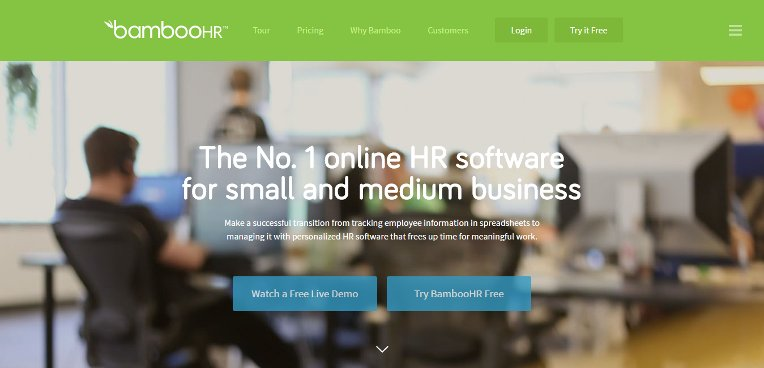 bambooHR™
Tour
Pricing
Why Bamboo
Customers
Login
Try it Free
The No. 1 online HR software
for small and medium business
Make a successful transition from tracking employee information in spreadsheets to
managing it with personalized HR software that frees up time for meaningful work.
Watch a Free Live Demo
Try BambooHR Free